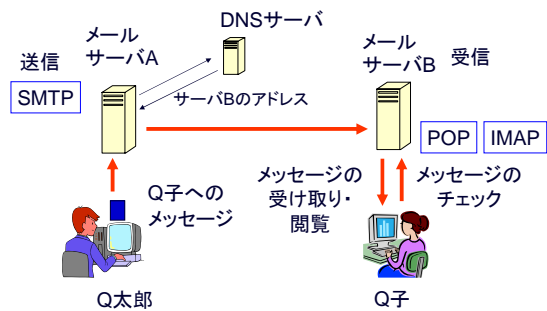 DNSサーバ
メール
サーバA
メール
サーバB
送信
受信
SMTP
サーバBのアドレス
POP
IMAP
Q子への
メッセージ
メッセージの
受け取り・
閲覧
メッセージの
チェック
Q太郎
Q子